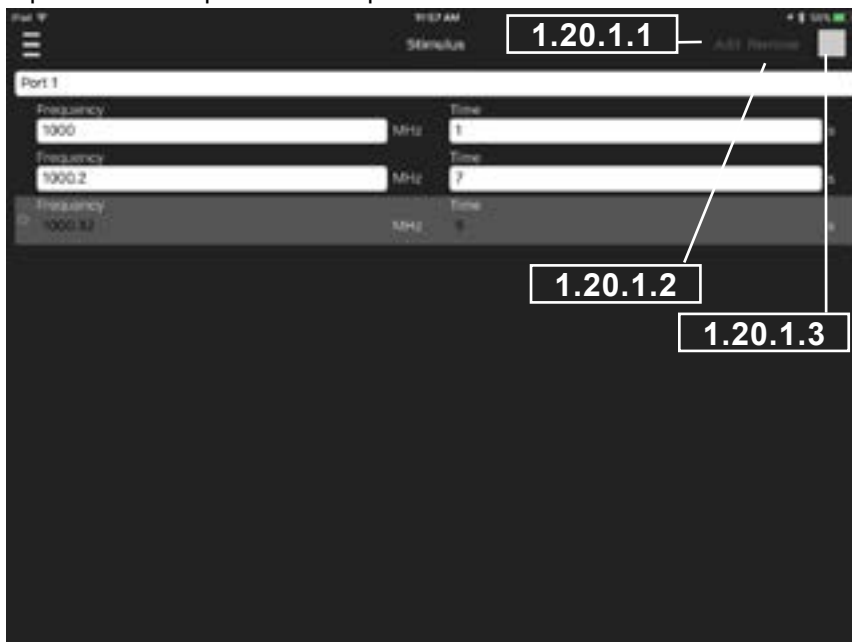 iPad 11:57 AM 56%
Stimulus 1.20.1.1 Add Remove
Port 1
Frequency Time
1000 MHz 1 s
Frequency Time
1000.2 MHz 7 s
Frequency Time
MHz s
1.20.1.2
1.20.1.3